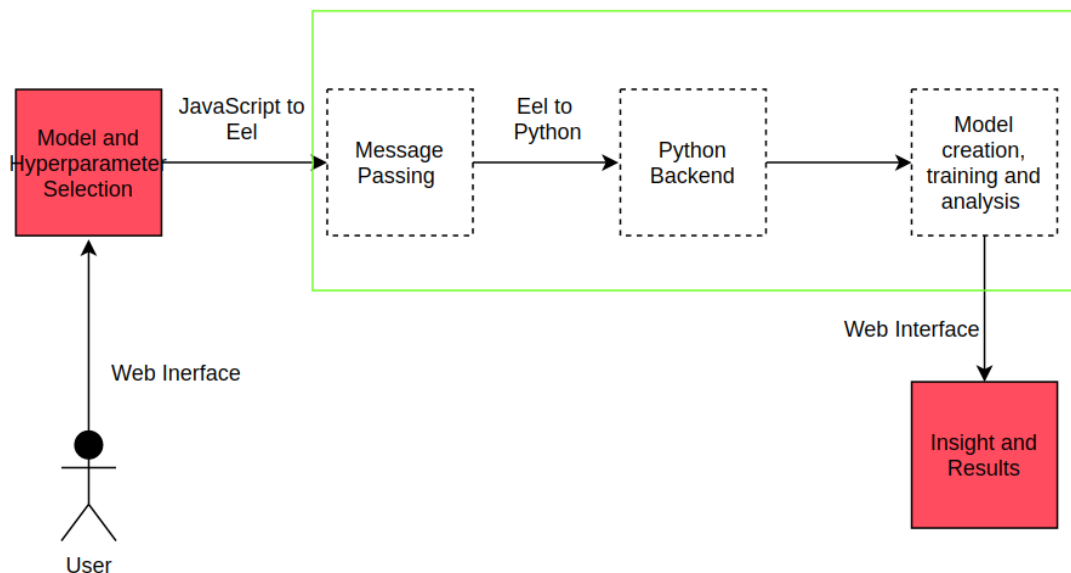 JavaScript to
Eel
Eel to
Python
Model and
Hyperparameter
Selection
Message
Passing
Python
Backend
Model
creation,
training and
analysis
Web Interface
Web Inerface
Insight and
Results
User